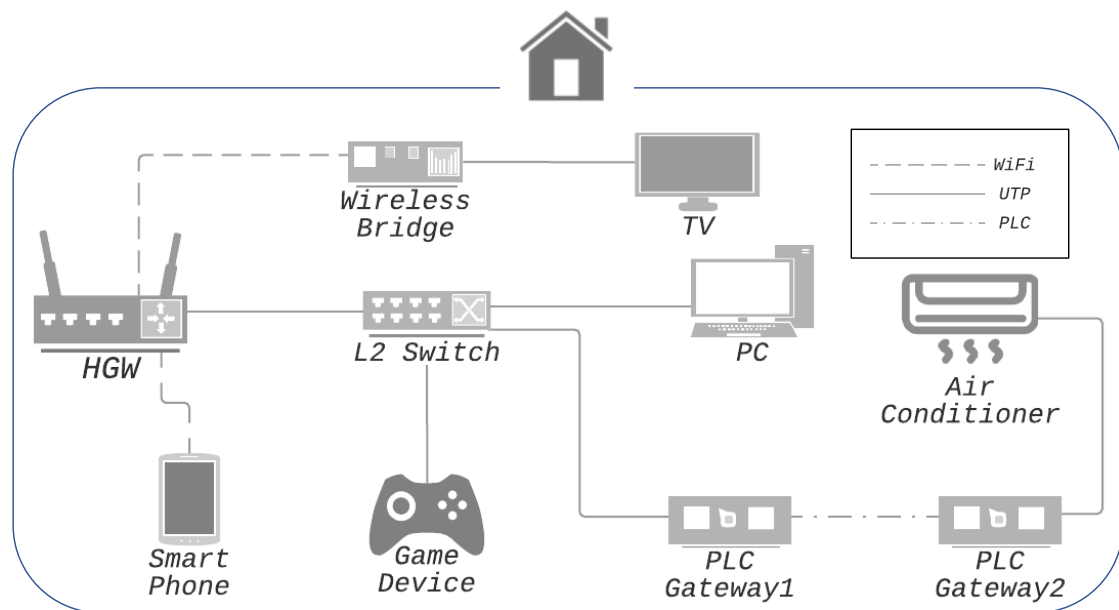 Wireless
Bridge
TV
WiFi
UTP
PLC
HGW
L2 Switch
PC
Air
Conditioner
Smart
Phone
Game
Device
PLC
Gateway1
PLC
Gateway2